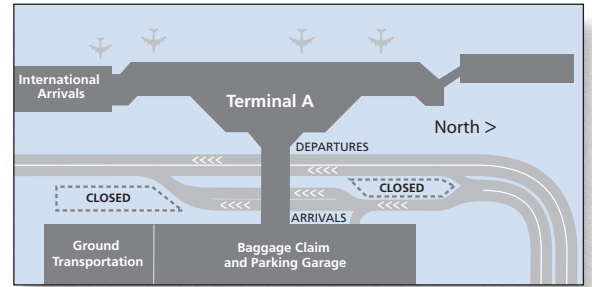 International
Arrivals
Terminal A
North >
DEPARTURES
<<<<
<<<<
CLOSED
CLOSED
<<<<
<<<<
<<<<
ARRIVALS
Ground
Transportation
Baggage Claim
and Parking Garage